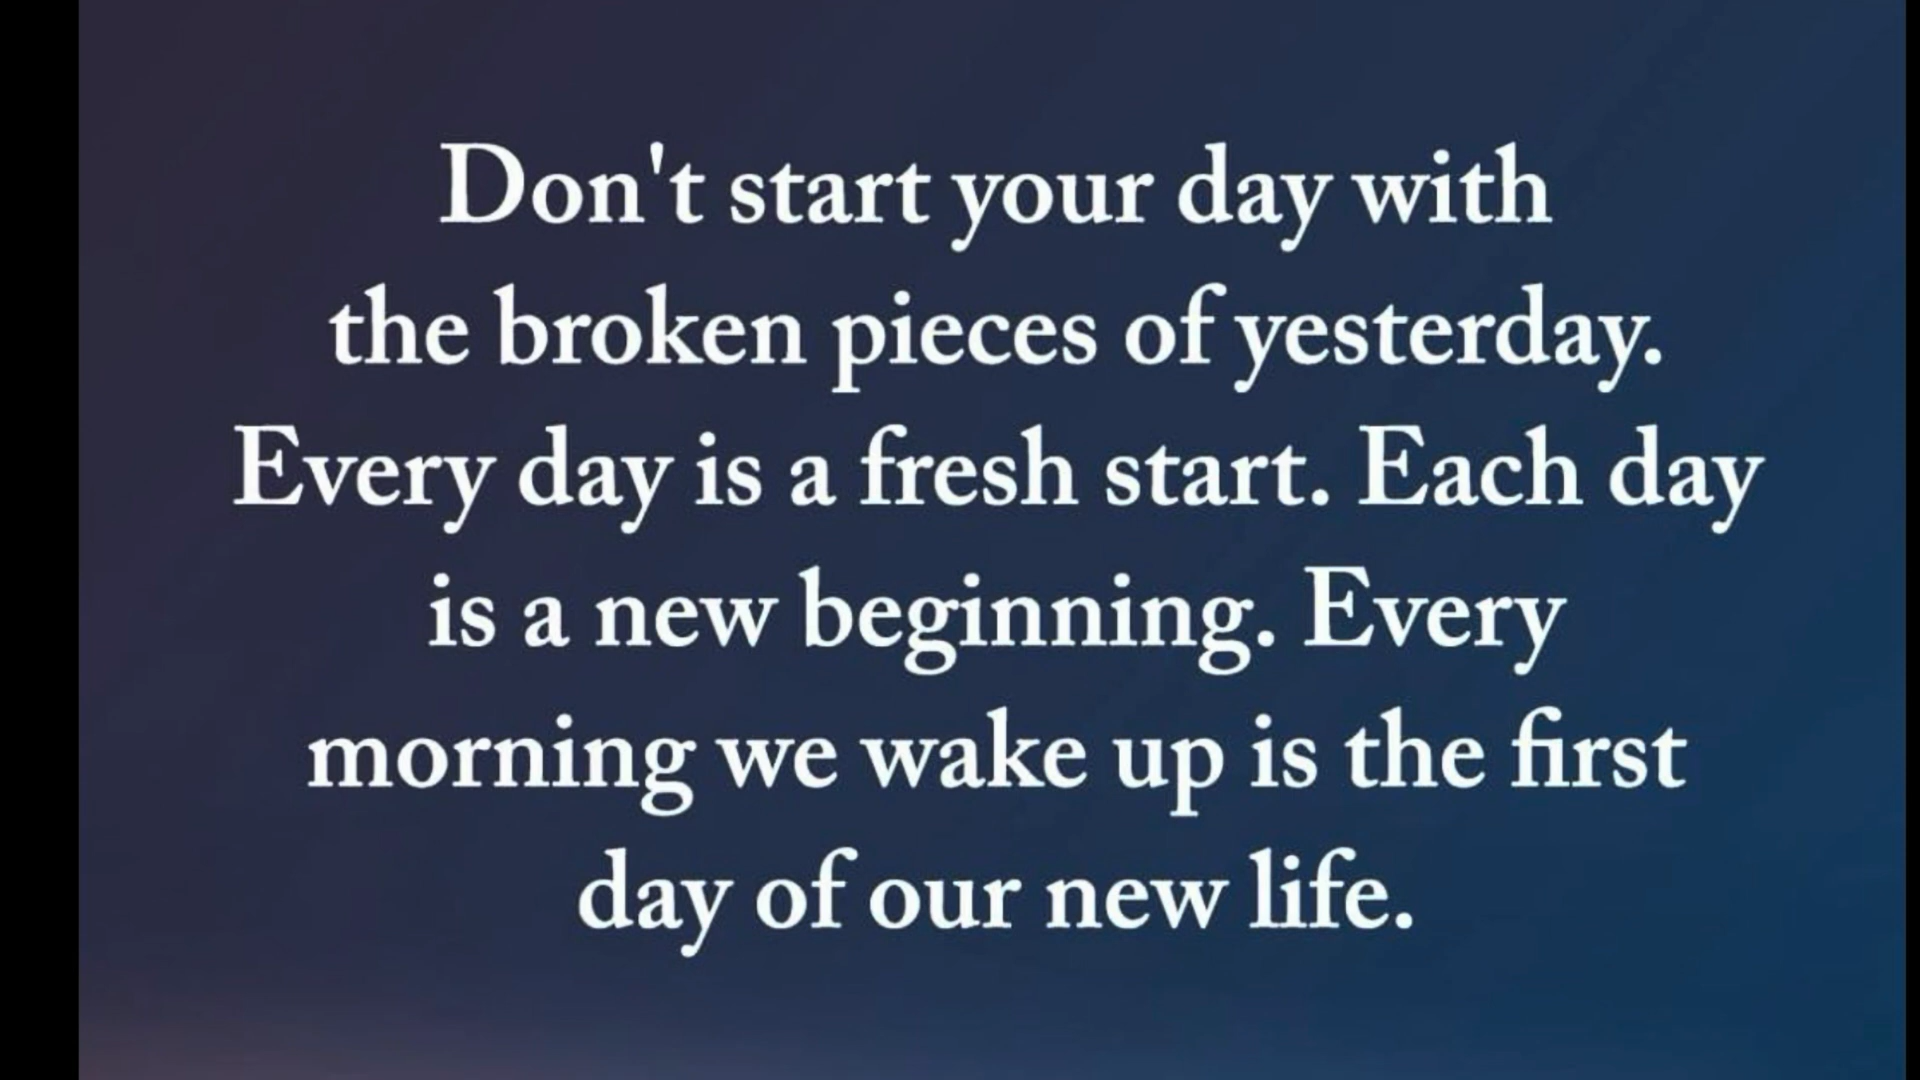 Don't start your day with
the broken pieces of yesterday.
Every day is a fresh start. Each day
is a new beginning. Every
morning we wake up is the first
day of our new life.